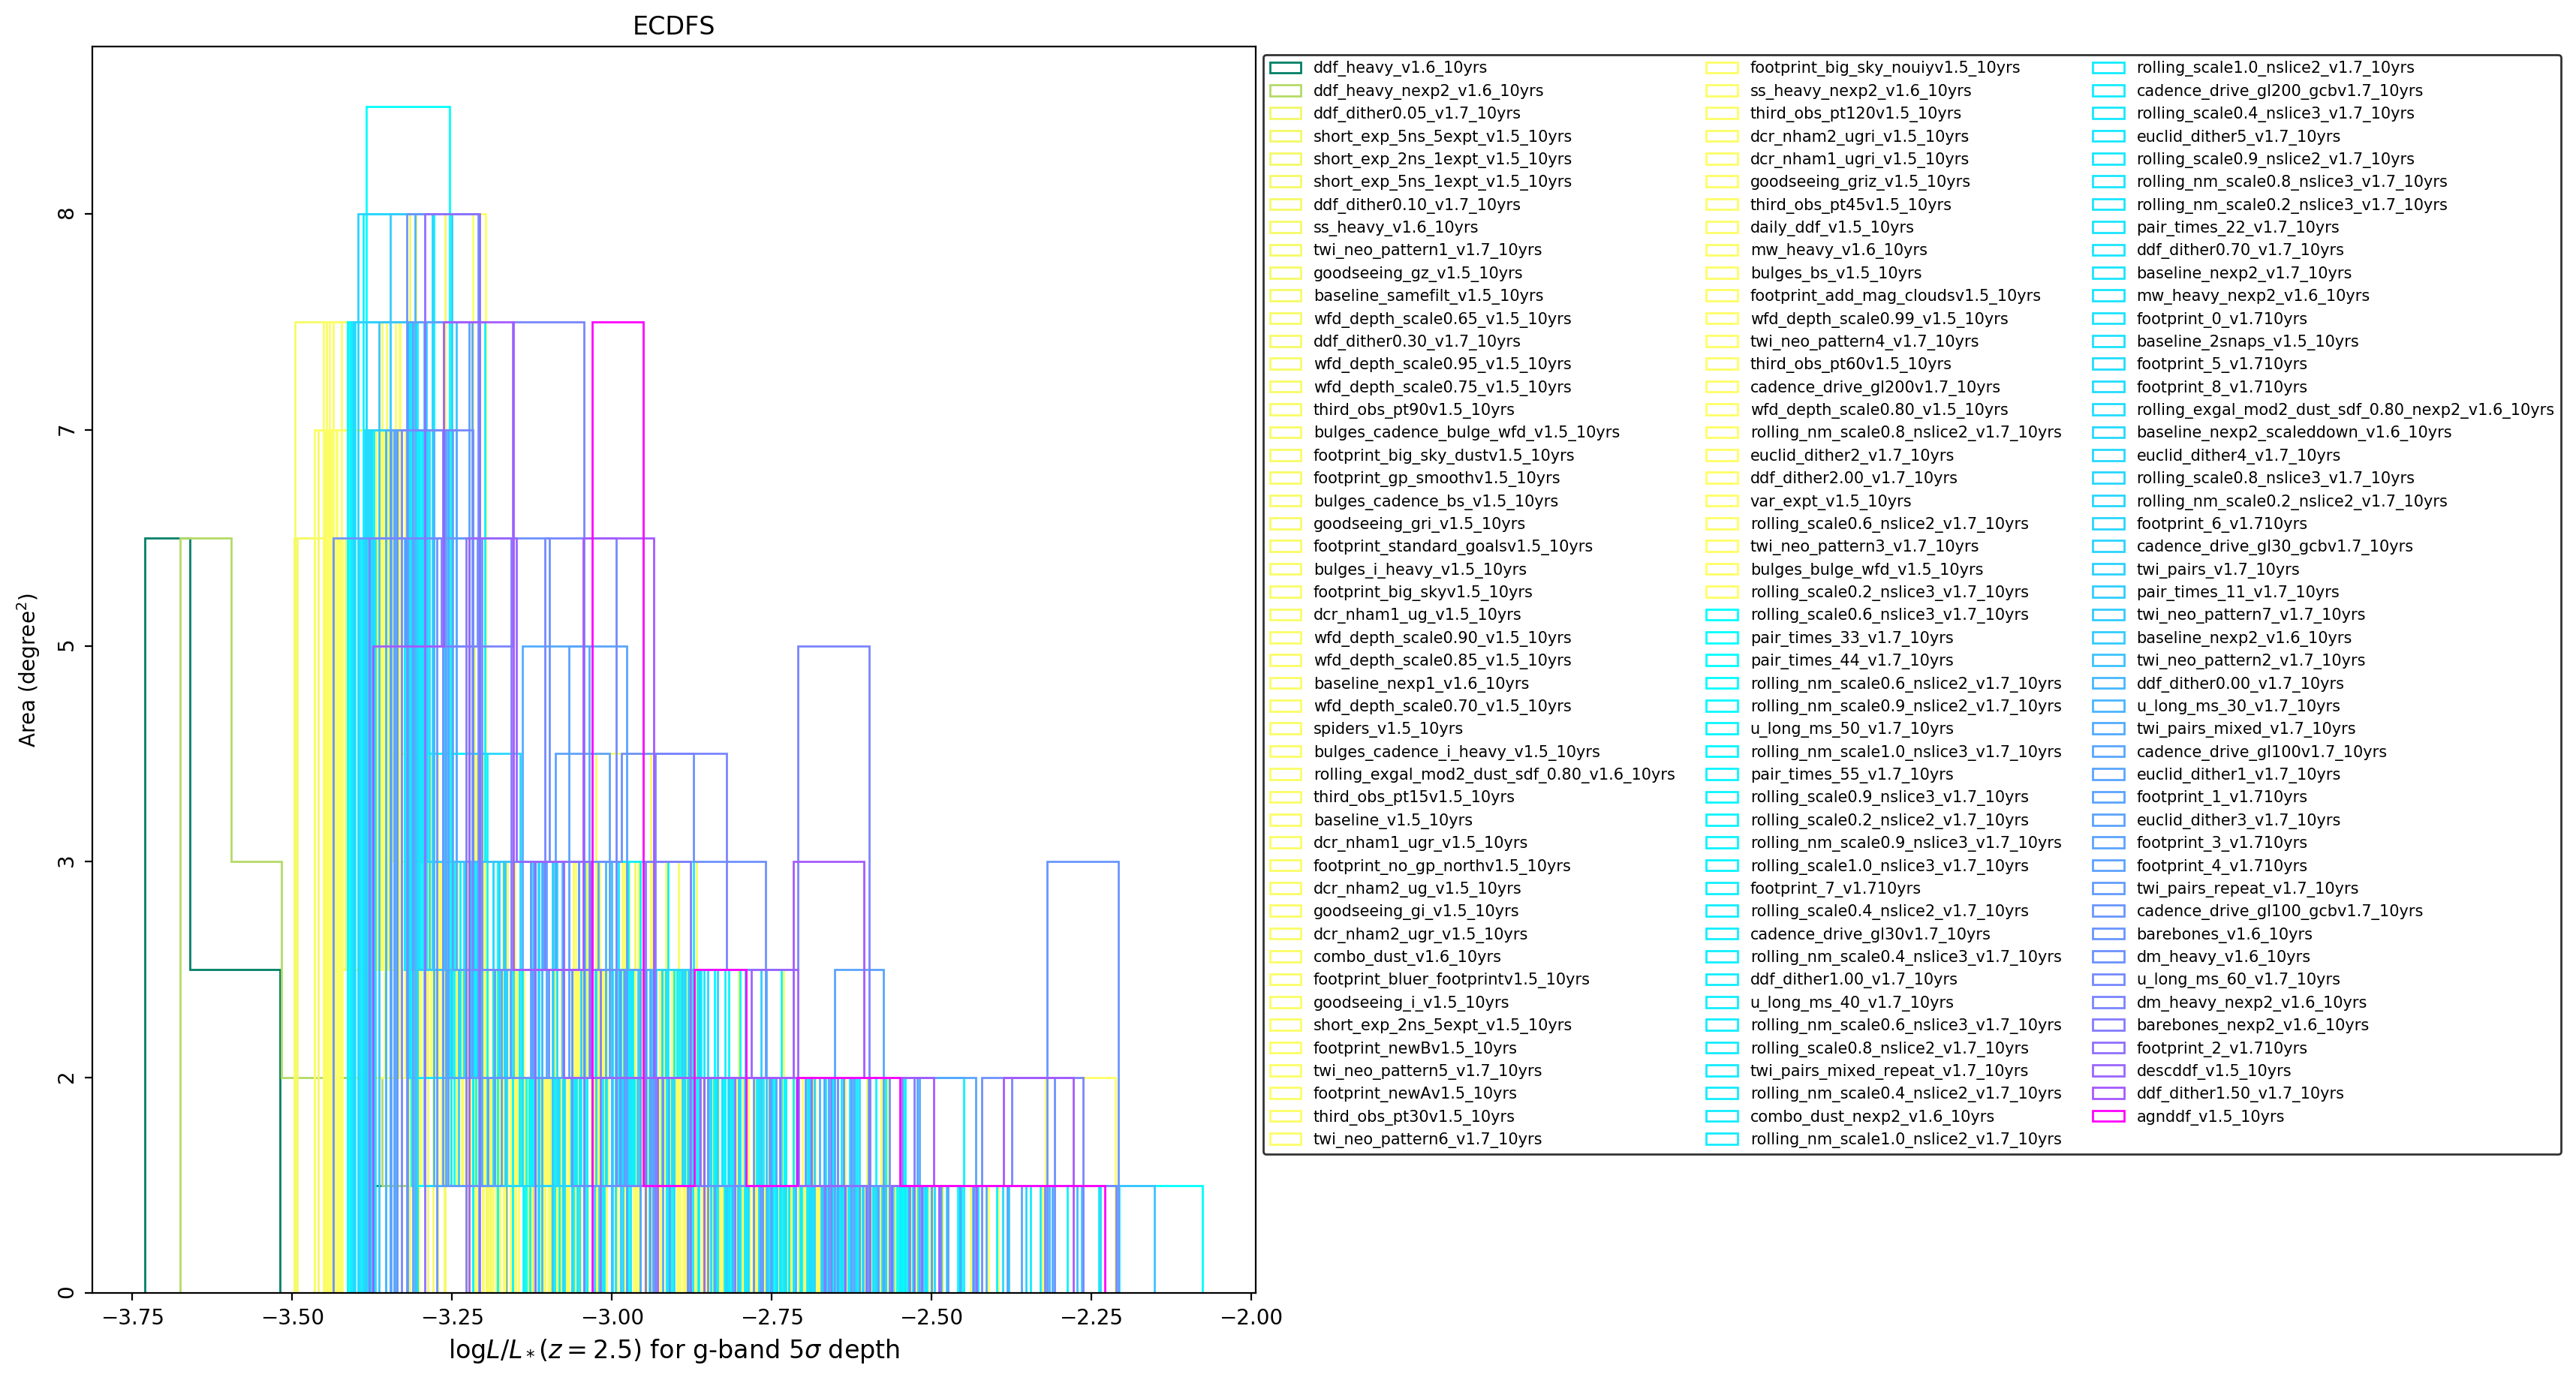 ECDFS
Area (degree²)
8
7
6
5
3
2
1
0
−3.75 −3.50 −3.25 −3.00 −2.75 −2.50 −2.25 −2.00
logL/L*(z = 2.5) for g-band 5σ depth
ddf_heavy_v1.6_10yrs
ddf_heavy_nexp2_v1.6_10yrs
ddf_dither0.05_v1.7_10yrs
short_exp_5ns_5expt_v1.5_10yrs
short_exp_2ns_1expt_v1.5_10yrs
short_exp_5ns_1expt_v1.5_10yrs
ddf_dither0.10_v1.7_10yrs
ss_heavy_v1.6_10yrs
twi_neo_pattern1_v1.7_10yrs
goodseeing_gz_v1.5_10yrs
baseline_samefilt_v1.5_10yrs
wfd_depth_scale0.65_v1.5_10yrs
ddf_dither0.30_v1.7_10yrs
wfd_depth_scale0.95_v1.5_10yrs
wfd_depth_scale0.75_v1.5_10yrs
third_obs_pt90v1.5_10yrs
bulges_cadence_bulge_wfd_v1.5_10yrs
footprint_big_sky_dustv1.5_10yrs
footprint_gp_smoothv1.5_10yrs
bulges_cadence_bs_v1.5_10yrs
goodseeing_gri_v1.5_10yrs
footprint_standard_goalsv1.5_10yrs
bulges_i_heavy_v1.5_10yrs
footprint_big_skyv1.5_10yrs
dcr_nham1_ug_v1.5_10yrs
wfd_depth_scale0.90_v1.5_10yrs
wfd_depth_scale0.85_v1.5_10yrs
baseline_nexp1_v1.6_10yrs
wfd_depth_scale0.70_v1.5_10yrs
spiders_v1.5_10yrs
bulges_cadence_i_heavy_v1.5_10yrs
rolling_exgal_mod2_dust_sdf_0.80_v1.6_10yrs
third_obs_pt15v1.5_10yrs
baseline_v1.5_10yrs
dcr_nham1_ugr_v1.5_10yrs
footprint_no_gp_northv1.5_10yrs
dcr_nham2_ug_v1.5_10yrs
goodseeing_gi_v1.5_10yrs
dcr_nham2_ugr_v1.5_10yrs
combo_dust_v1.6_10yrs
footprint_bluer_footprintv1.5_10yrs
goodseeing_i_v1.5_10yrs
short_exp_2ns_5expt_v1.5_10yrs
footprint_newBv1.5_10yrs
twi_neo_pattern5_v1.7_10yrs
footprint_newAv1.5_10yrs
third_obs_pt30v1.5_10yrs
twi_neo_pattern6_v1.7_10yrs
footprint_big_sky_nouiyv1.5_10yrs
ss_heavy_nexp2_v1.6_10yrs
third_obs_pt120v1.5_10yrs
dcr_nham2_ugri_v1.5_10yrs
dcr_nham1_ugri_v1.5_10yrs
goodseeing_griz_v1.5_10yrs
third_obs_pt45v1.5_10yrs
daily_ddf_v1.5_10yrs
mw_heavy_v1.6_10yrs
bulges_bs_v1.5_10yrs
footprint_add_mag_cloudsv1.5_10yrs
wfd_depth_scale0.99_v1.5_10yrs
twi_neo_pattern4_v1.7_10yrs
third_obs_pt60v1.5_10yrs
cadence_drive_gl200v1.7_10yrs
wfd_depth_scale0.80_v1.5_10yrs
rolling_nm_scale0.8_nslice2_v1.7_10yrs
euclid_dither2_v1.7_10yrs
ddf_dither2.00_v1.7_10yrs
var_expt_v1.5_10yrs
rolling_scale0.6_nslice2_v1.7_10yrs
twi_neo_pattern3_v1.7_10yrs
bulges_bulge_wfd_v1.5_10yrs
rolling_scale0.2_nslice3_v1.7_10yrs
rolling_scale0.6_nslice3_v1.7_10yrs
pair_times_33_v1.7_10yrs
pair_times_44_v1.7_10yrs
rolling_nm_scale0.6_nslice2_v1.7_10yrs
rolling_nm_scale0.9_nslice2_v1.7_10yrs
u_long_ms_50_v1.7_10yrs
rolling_nm_scale1.0_nslice3_v1.7_10yrs
pair_times_55_v1.7_10yrs
rolling_scale0.9_nslice3_v1.7_10yrs
rolling_scale0.2_nslice2_v1.7_10yrs
rolling_nm_scale0.9_nslice3_v1.7_10yrs
rolling_scale1.0_nslice3_v1.7_10yrs
footprint_7_v1.710yrs
rolling_scale0.4_nslice2_v1.7_10yrs
cadence_drive_gl30v1.7_10yrs
rolling_nm_scale0.4_nslice3_v1.7_10yrs
ddf_dither1.00_v1.7_10yrs
u_long_ms_40_v1.7_10yrs
rolling_nm_scale0.6_nslice3_v1.7_10yrs
rolling_scale0.8_nslice2_v1.7_10yrs
twi_pairs_mixed_repeat_v1.7_10yrs
rolling_nm_scale0.4_nslice2_v1.7_10yrs
combo_dust_nexp2_v1.6_10yrs
rolling_nm_scale1.0_nslice2_v1.7_10yrs
rolling_scale1.0_nslice2_v1.7_10yrs
cadence_drive_gl200_gcbv1.7_10yrs
rolling_scale0.4_nslice3_v1.7_10yrs
euclid_dither5_v1.7_10yrs
rolling_scale0.9_nslice2_v1.7_10yrs
rolling_nm_scale0.8_nslice3_v1.7_10yrs
rolling_nm_scale0.2_nslice3_v1.7_10yrs
pair_times_22_v1.7_10yrs
ddf_dither0.70_v1.7_10yrs
baseline_nexp2_v1.7_10yrs
mw_heavy_nexp2_v1.6_10yrs
footprint_0_v1.710yrs
baseline_2snaps_v1.5_10yrs
footprint_5_v1.710yrs
footprint_8_v1.710yrs
rolling_exgal_mod2_dust_sdf_0.80_nexp2_v1.6_10yrs
baseline_nexp2_scaleddown_v1.6_10yrs
euclid_dither4_v1.7_10yrs
rolling_scale0.8_nslice3_v1.7_10yrs
rolling_nm_scale0.2_nslice2_v1.7_10yrs
footprint_6_v1.710yrs
cadence_drive_gl30_gcbv1.7_10yrs
twi_pairs_v1.7_10yrs
pair_times_11_v1.7_10yrs
twi_neo_pattern7_v1.7_10yrs
baseline_nexp2_v1.6_10yrs
twi_neo_pattern2_v1.7_10yrs
ddf_dither0.00_v1.7_10yrs
u_long_ms_30_v1.7_10yrs
twi_pairs_mixed_v1.7_10yrs
cadence_drive_gl100v1.7_10yrs
euclid_dither1_v1.7_10yrs
footprint_1_v1.710yrs
euclid_dither3_v1.7_10yrs
footprint_3_v1.710yrs
footprint_4_v1.710yrs
twi_pairs_repeat_v1.7_10yrs
cadence_drive_gl100_gcbv1.7_10yrs
barebones_v1.6_10yrs
dm_heavy_v1.6_10yrs
u_long_ms_60_v1.7_10yrs
dm_heavy_nexp2_v1.6_10yrs
barebones_nexp2_v1.6_10yrs
footprint_2_v1.710yrs
descddf_v1.5_10yrs
ddf_dither1.50_v1.7_10yrs
agnddf_v1.5_10yrs